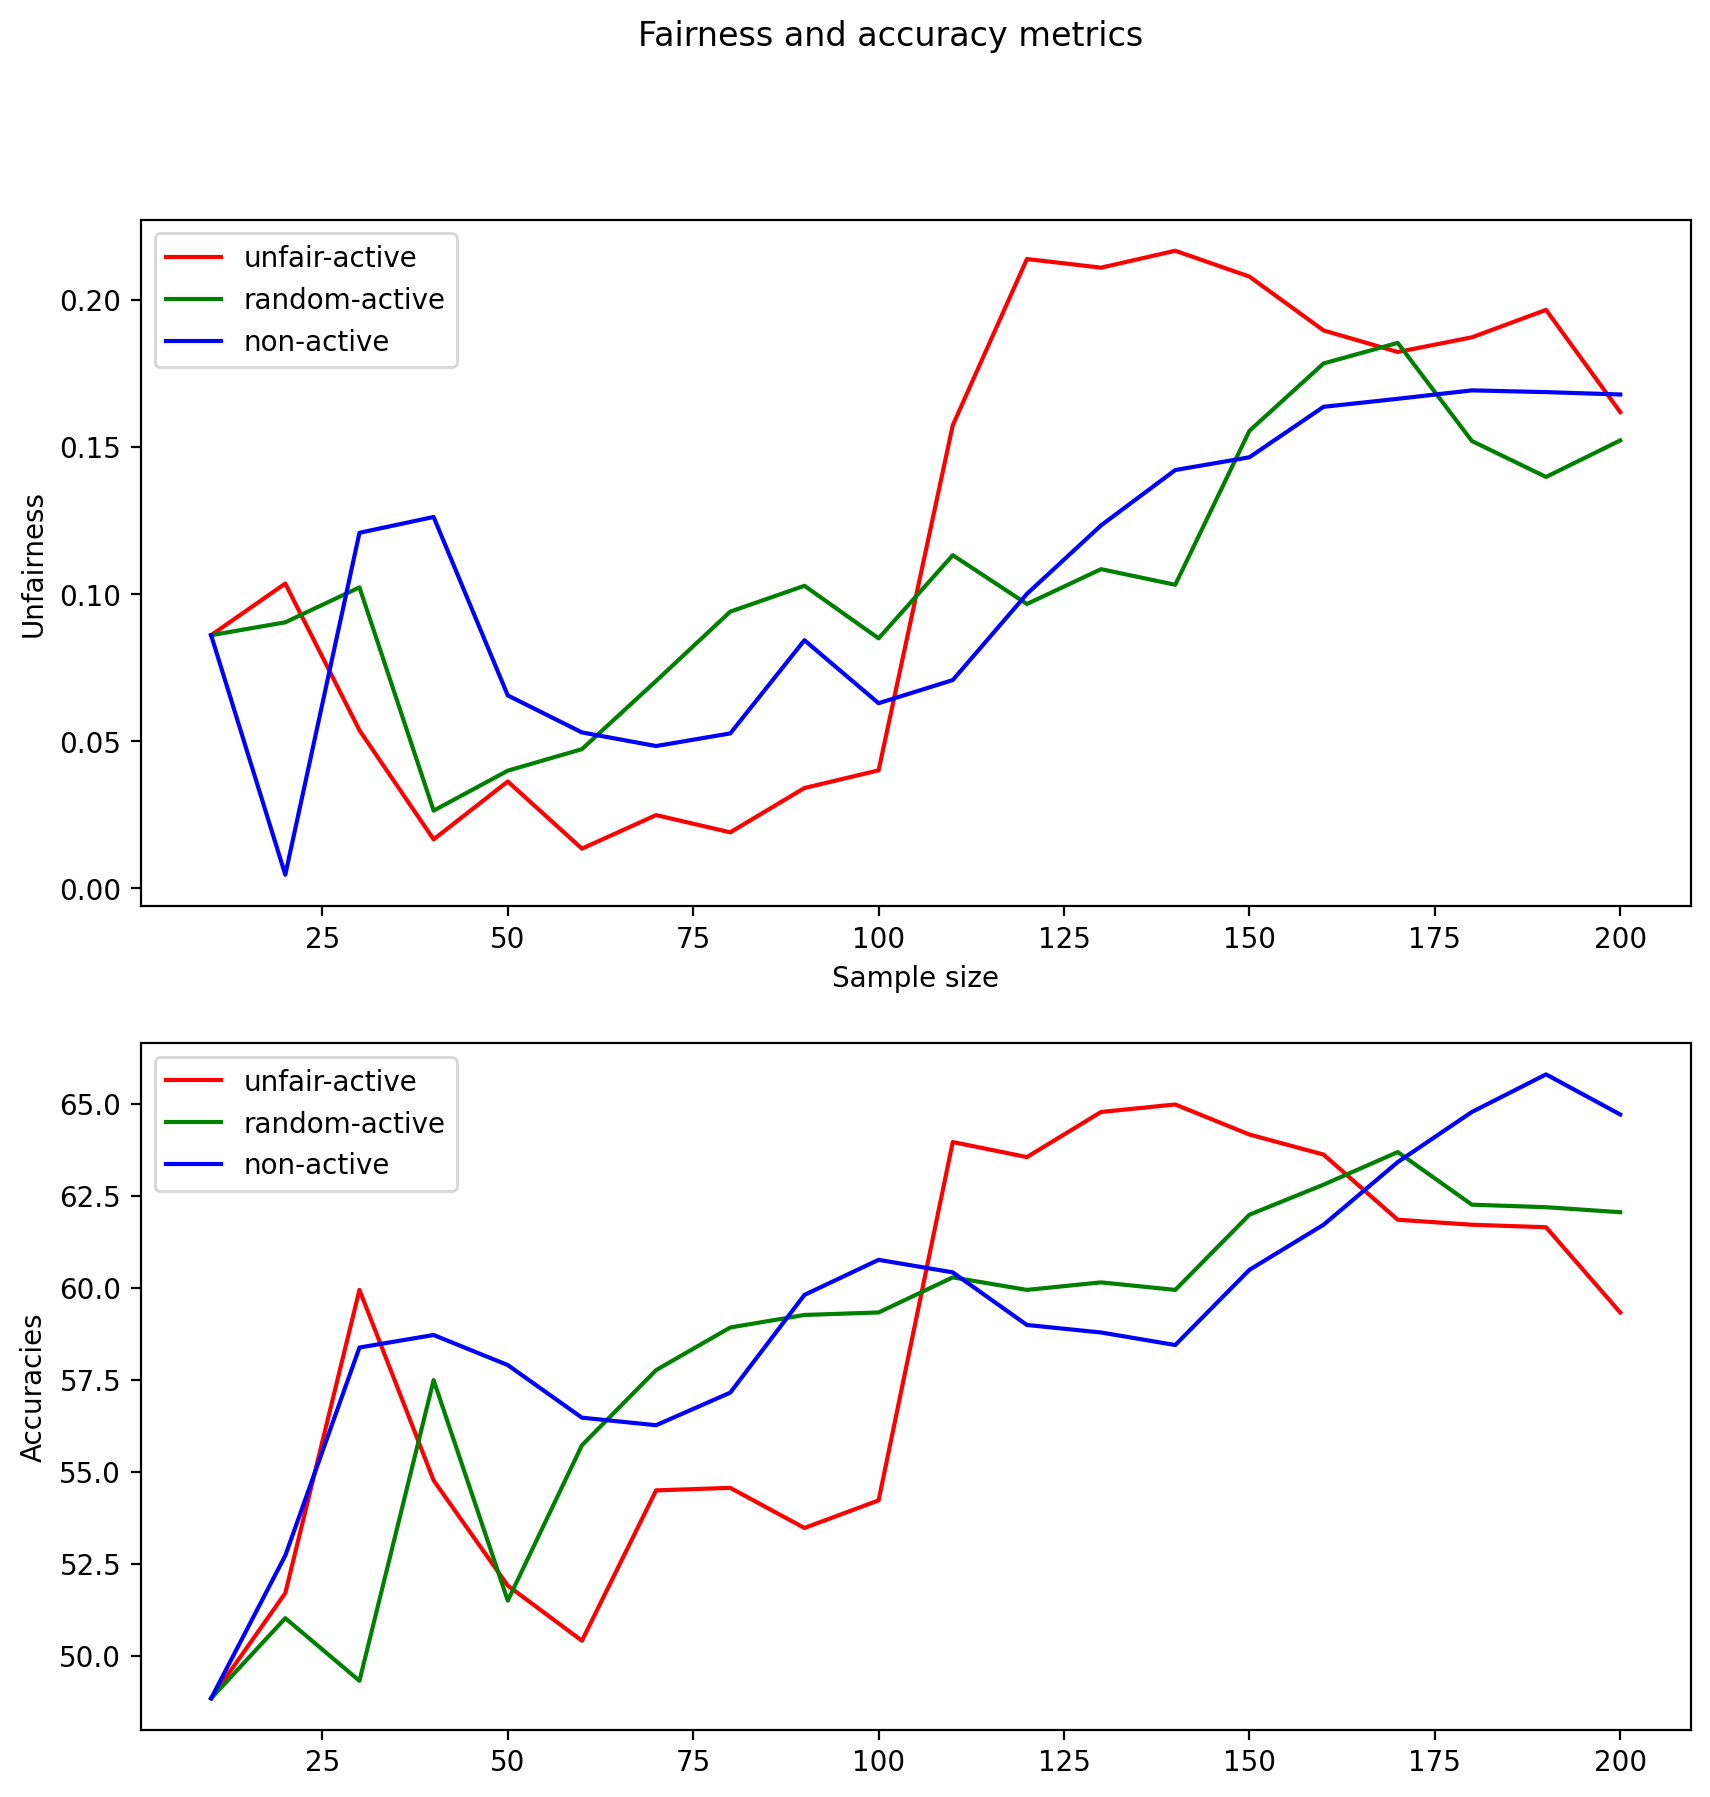 Fairness and accuracy metrics
unfair-active
random-active
non-active
0.20
0.15
0.10
0.05
0.00
Unfairness
25 50 75 100 125 150 175 200
Sample size
unfair-active
random-active
non-active
65.0
62.5
60.0
57.5
55.0
52.5
50.0
Accuracies
25 50 75 100 125 150 175 200